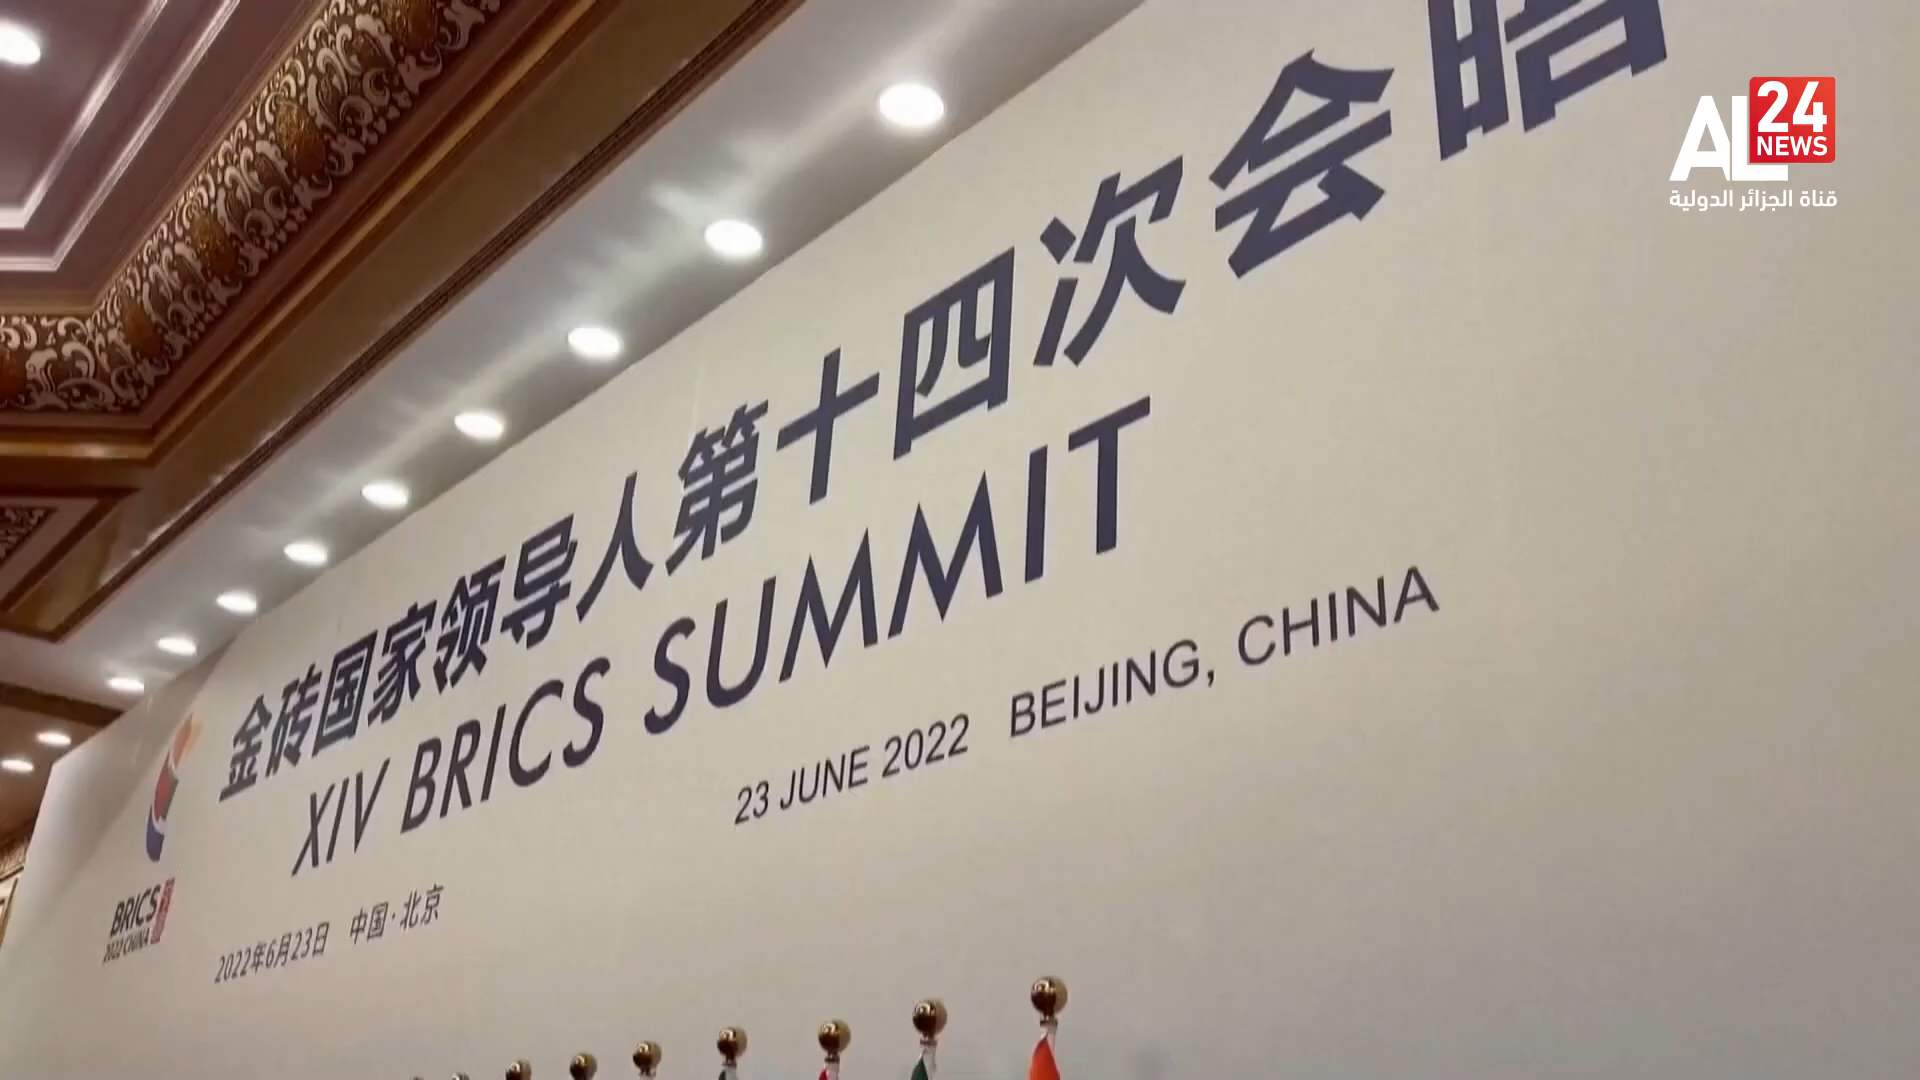 金砖国家领导人第十四次会晤
XIV BRICS SUMMIT
23 JUNE 2022 BEIJING, CHINA
2022年6月23日 中国·北京
BRICS
2022 CHINA
AL 24 NEWS
قناة الجزائر الدولية